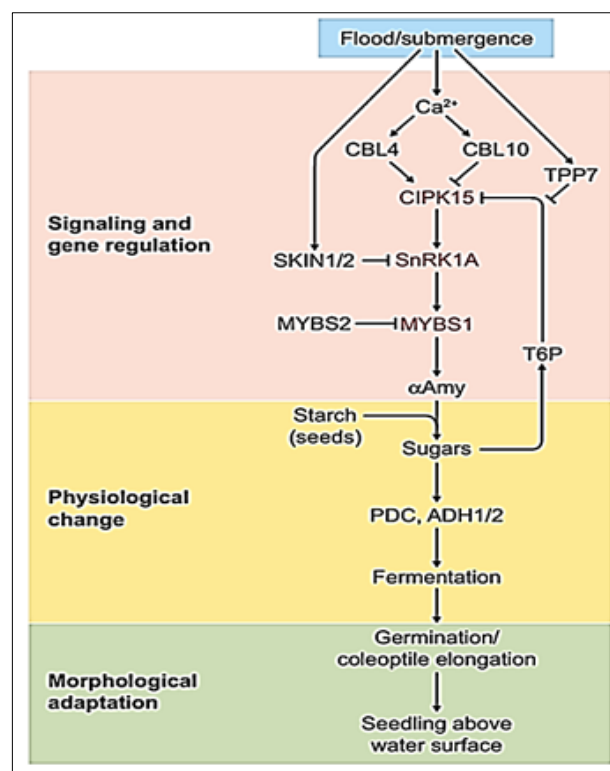 Flood/submergence
Ca²⁺
CBL4 CBL10
TPP7
CIPK15
Signaling and
gene regulation
SKIN1/2 SnRK1A
MYBS2 MYBS1
T6P
αAmy
Starch
(seeds)
Sugars
Physiological
change
PDC, ADH1/2
Fermentation
Germination/
coleoptile elongation
Morphological
adaptation
Seedling above
water surface